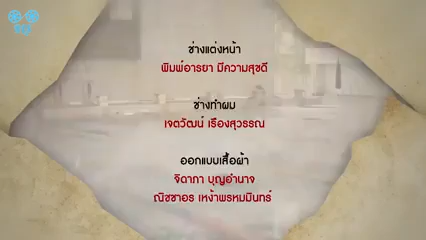 ช่างแต่งหน้า
พิมพ์อารยา มีความสุขดี
ช่างทำผม
เจตวัฒน์ เรืองสุวรรณ
ออกแบบเสื้อผ้า
จิดาภา บุญอำนาจ
ณิชชาอร เหง้าพรหมมินทร์